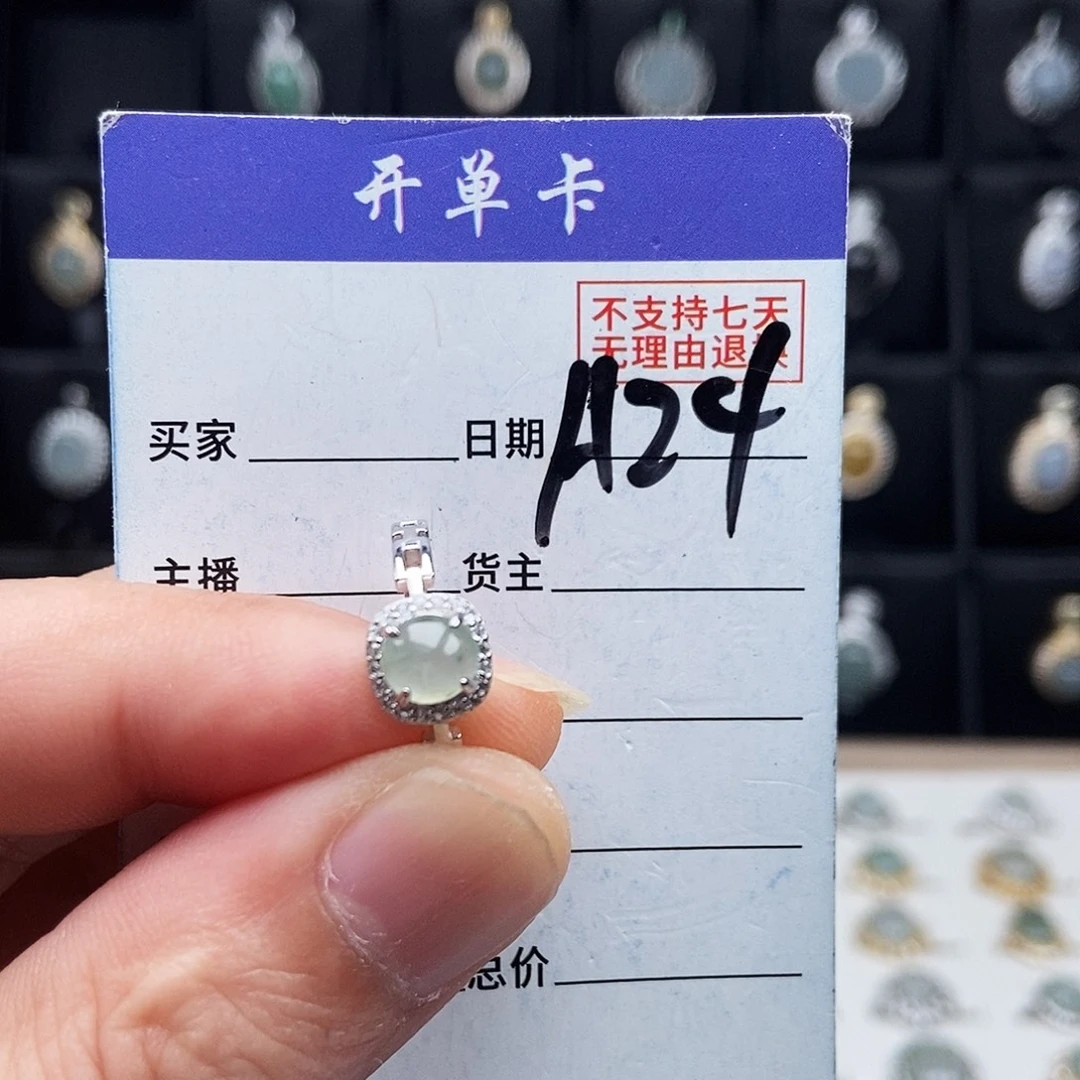 开单卡
不支持七天
无理由退换
买家 日期 A24
主播 货主
总价